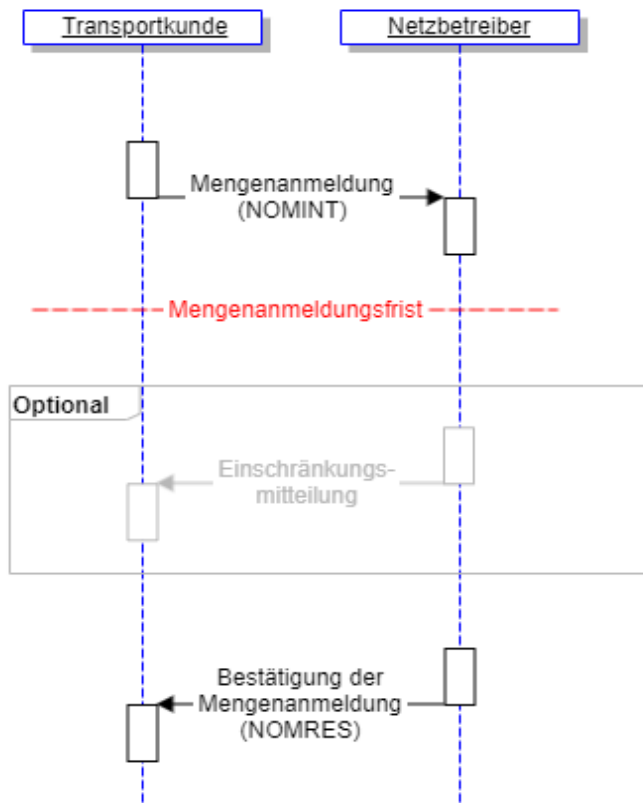 Transportkunde
Netzbetreiber
Mengenanmeldung
(NOMINT)
Mengenanmeldungsfrist
Optional
Einschränkungs-
mitteilung
Bestätigung der
Mengenanmeldung
(NOMRES)